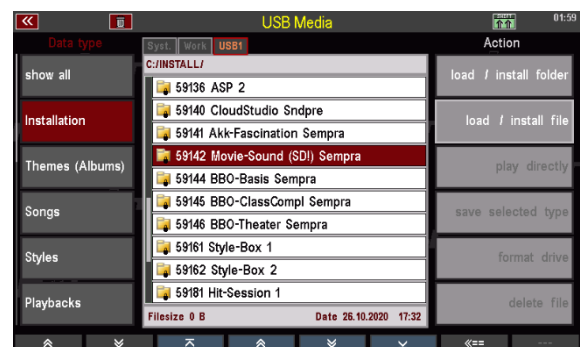 USB Media
01:59
Data type
Syst. Work USB1
Action
show all
Installation
Themes (Albums)
Songs
Styles
Playbacks
C:/INSTALL/
59136 ASP 2
59140 CloudStudio Sndpre
59141 Akk-Fascination Sempra
59142 Movie-Sound (SD!) Sempra
59144 BBO-Basis Sempra
59145 BBO-ClassCompl Sempra
59146 BBO-Theater Sempra
59161 Style-Box 1
59162 Style-Box 2
59181 Hit-Session 1
Filesize 0 B Date 26.10.2020 17:32
load / install folder
load / install file
play directly
save selected type
format drive
delete file
«==
---